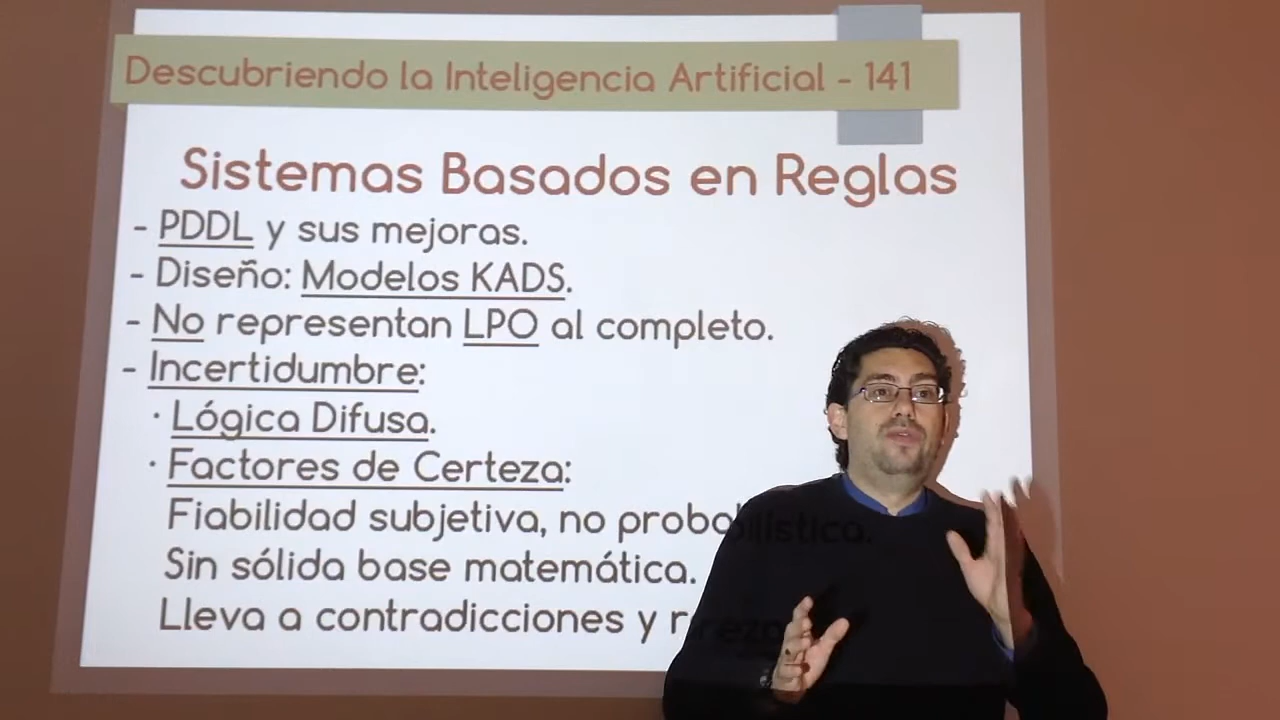 Descubriendo la Inteligencia Artificial - 141
Sistemas Basados en Reglas
- PDDL y sus mejoras.
- Diseño: Modelos KADS.
- No representan LPO al completo.
- Incertidumbre:
· Lógica Difusa.
· Factores de Certeza:
Fiabilidad subjetiva, no probabilística.
Sin sólida base matemática.
Lleva a contradicciones y